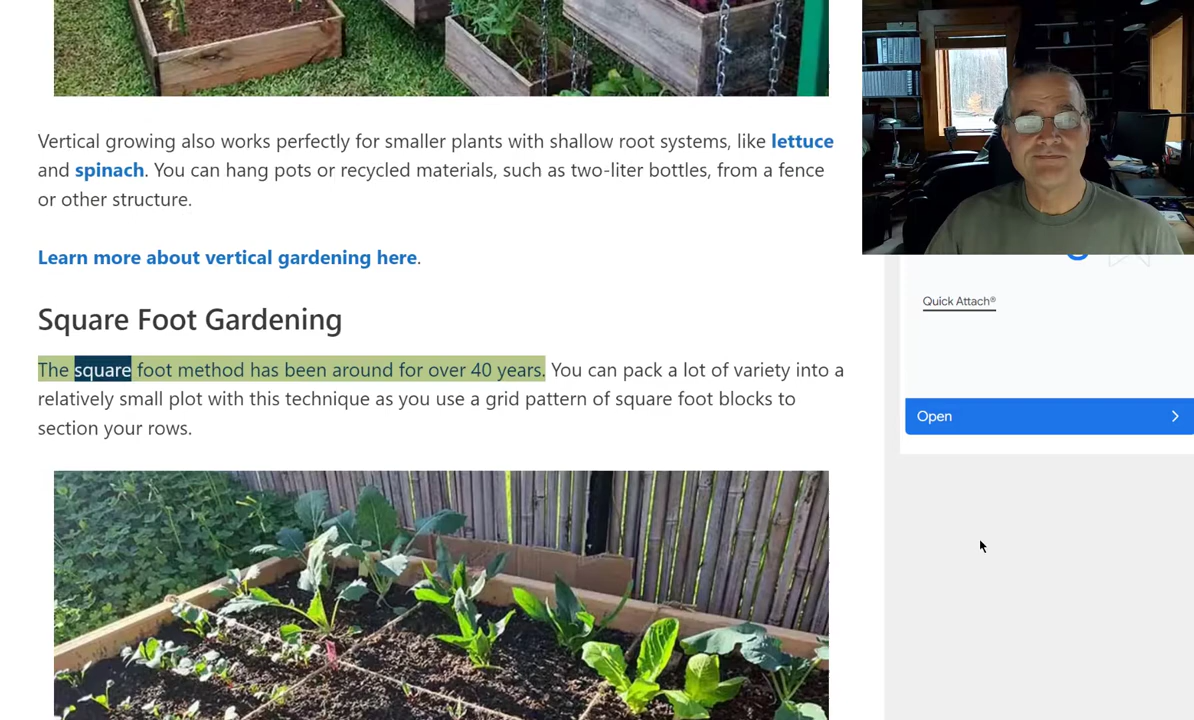 Vertical growing also works perfectly for smaller plants with shallow root systems, like lettuce
and spinach. You can hang pots or recycled materials, such as two-liter bottles, from a fence
or other structure.
Learn more about vertical gardening here.
Quick Attach®
Square Foot Gardening
The square foot method has been around for over 40 years. You can pack a lot of variety into a
relatively small plot with this technique as you use a grid pattern of square foot blocks to
section your rows.
Open